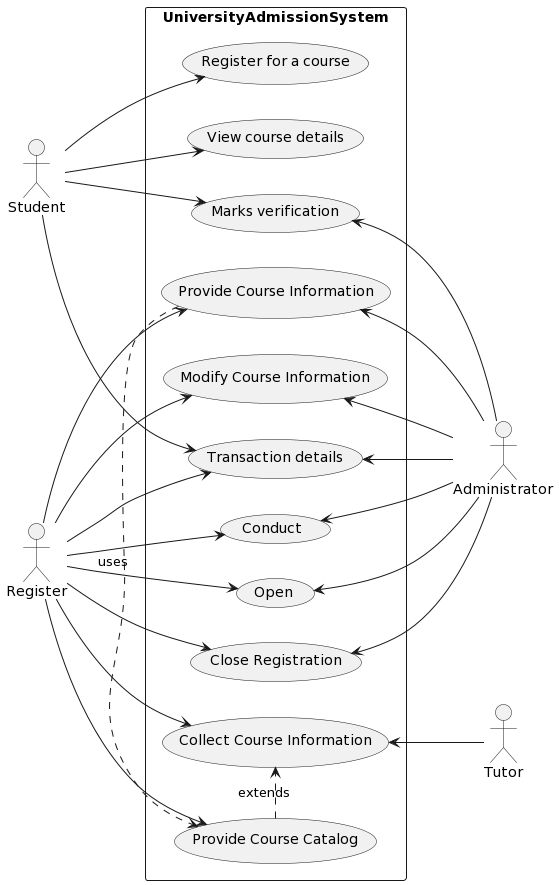 UniversityAdmissionSystem
Register for a course
View course details
Student
Marks verification
Provide Course Information
Modify Course Information
Transaction details
Administrator
Conduct
uses
Register
Open
Close Registration
Collect Course Information
Tutor
extends
Provide Course Catalog